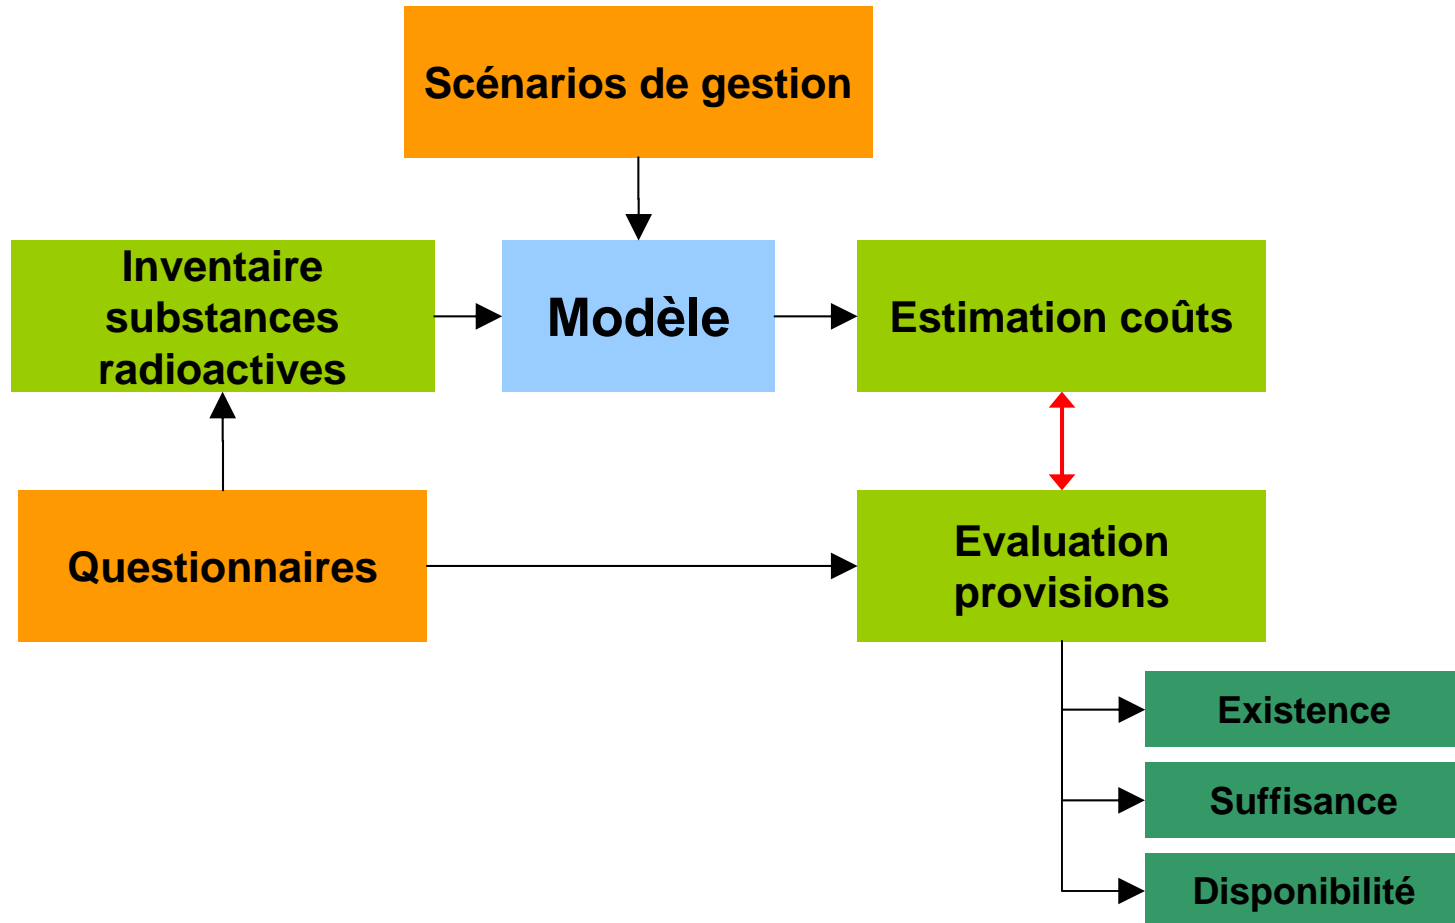 Scénarios de gestion
Inventaire
substances
radioactives
Modèle
Estimation coûts
Questionnaires
Evaluation
provisions
Existence
Suffisance
Disponibilité